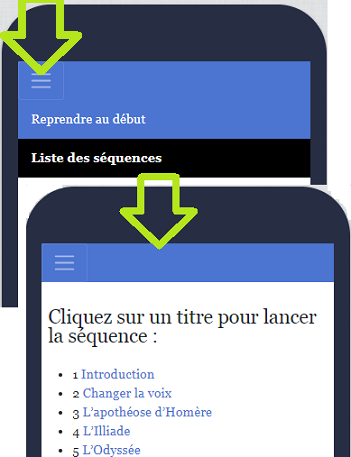 Reprendre au début
Liste des séquences
Cliquez sur un titre pour lancer
la séquence :
• 1 Introduction
• 2 Changer la voix
• 3 L'apothéose d'Homère
• 4 L'Illiade
• 5 L'Odyssée